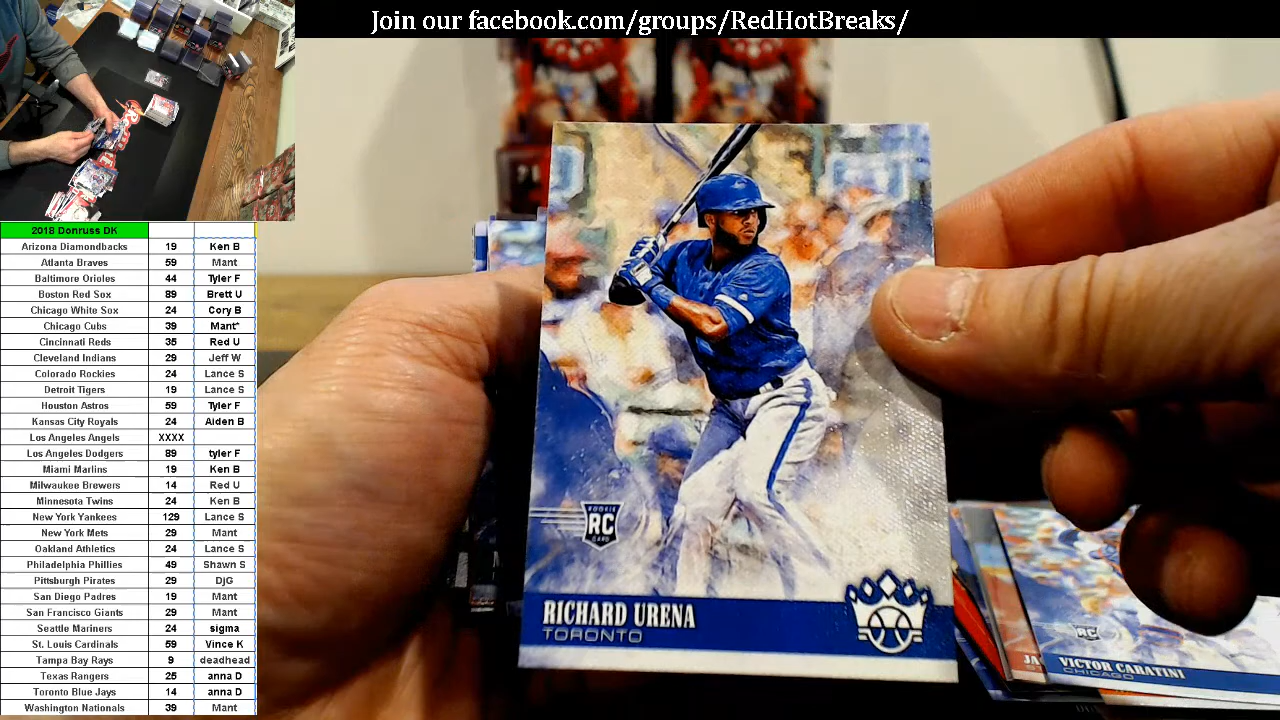 Join our facebook.com/groups/RedHotBreaks/
2018 Donruss DK
Arizona Diamondbacks 19 Ken B
Atlanta Braves 59 Mant
Baltimore Orioles 44 Tyler F
Boston Red Sox 89 Brett U
Chicago White Sox 24 Cory B
Chicago Cubs 39 Mant*
Cincinnati Reds 35 Red U
Cleveland Indians 29 Jeff W
Colorado Rockies 24 Lance S
Detroit Tigers 19 Lance S
Houston Astros 59 Tyler F
Kansas City Royals 24 Aiden B
Los Angeles Angels XXXX
Los Angeles Dodgers 89 tyler F
Miami Marlins 19 Ken B
Milwaukee Brewers 14 Red U
Minnesota Twins 24 Ken B
New York Yankees 129 Lance S
New York Mets 29 Mant
Oakland Athletics 24 Lance S
Philadelphia Phillies 49 Shawn S
Pittsburgh Pirates 29 DjG
San Diego Padres 19 Mant
San Francisco Giants 29 Mant
Seattle Mariners 24 sigma
St. Louis Cardinals 59 Vince K
Tampa Bay Rays 9 deadhead
Texas Rangers 25 anna D
Toronto Blue Jays 14 anna D
Washington Nationals 39 Mant
ROOKIE
RC
CARD
RICHARD URENA
TORONTO
RC
JA
VICTOR CARATINI
CHICAGO